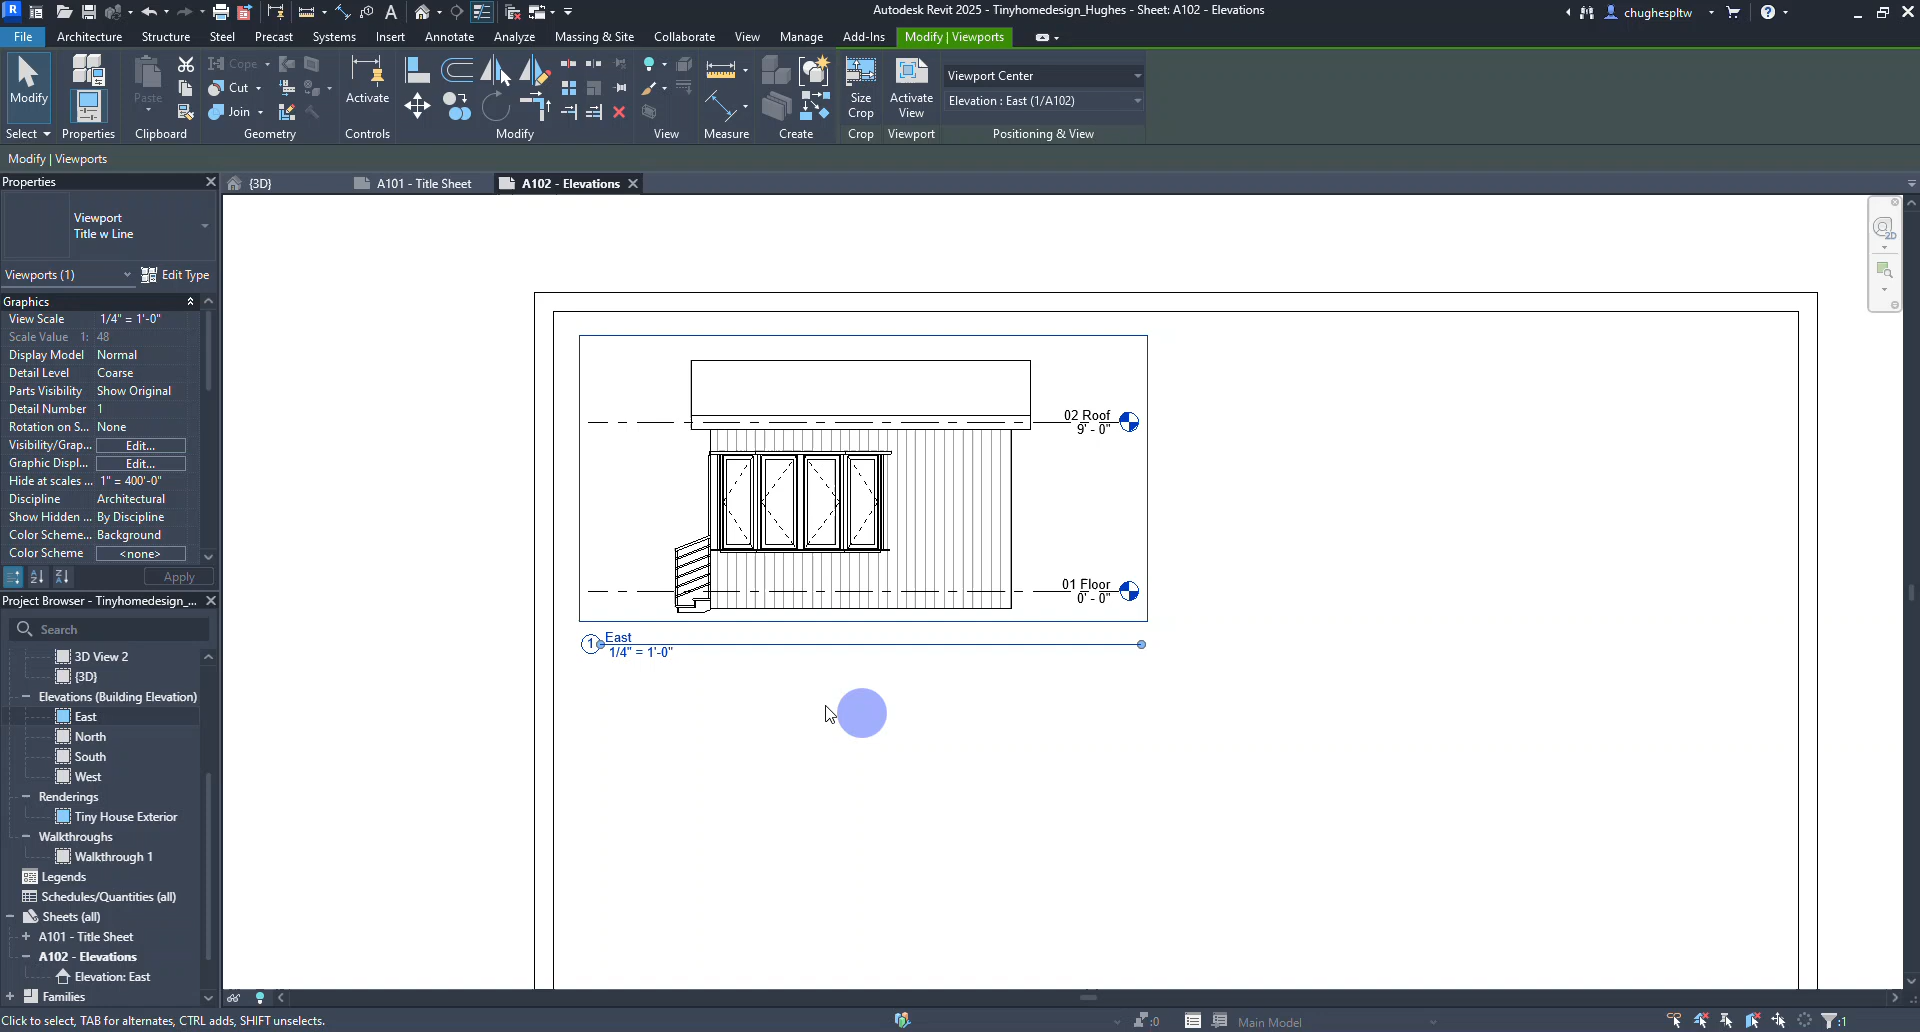 Autodesk Revit 2025 - Tinyhomedesign_Hughes - Sheet: A102 - Elevations
chughespltw
File Architecture Structure Steel Precast Systems Insert Annotate Analyze Massing & Site Collaborate View Manage Add-Ins Modify | Viewports
Modify
Paste
Cope
Cut
Join
Activate
Size Crop
Activate View
Viewport Center
Elevation : East (1/A102)
Select Properties Clipboard Geometry Controls Modify View Measure Create Crop Viewport Positioning & View
Modify | Viewports
Properties
{3D}
A101 - Title Sheet
A102 - Elevations
Viewport
Title w Line
Viewports (1)
Edit Type
Graphics
View Scale 1/4" = 1'-0"
Scale Value 1: 48
Display Model Normal
Detail Level Coarse
Parts Visibility Show Original
Detail Number 1
Rotation on S... None
Visibility/Grap... Edit...
Graphic Displ... Edit...
Hide at scales ... 1" = 400'-0"
Discipline Architectural
Show Hidden ... By Discipline
Color Scheme... Background
Color Scheme <none>
Apply
Project Browser - Tinyhomedesign_...
Search
3D View 2
{3D}
Elevations (Building Elevation)
East
North
South
West
Renderings
Tiny House Exterior
Walkthroughs
Walkthrough 1
Legends
Schedules/Quantities (all)
Sheets (all)
A101 - Title Sheet
A102 - Elevations
Elevation: East
Families
02 Roof
9' - 0"
01 Floor
0' - 0"
1 East
1/4" = 1'-0"
2D
Click to select, TAB for alternates, CTRL adds, SHIFT unselects.
:0
Main Model
:1